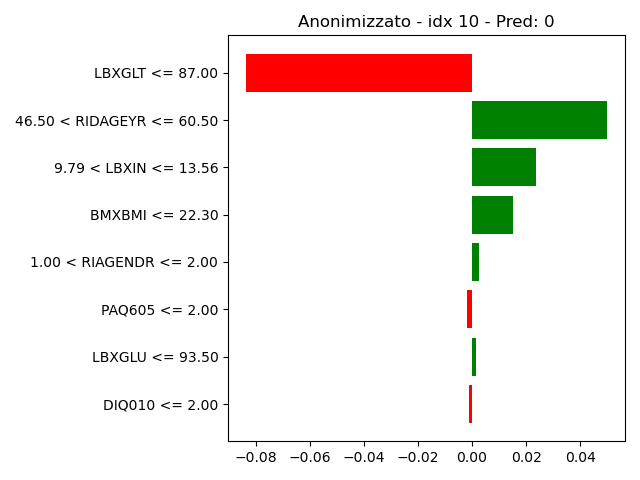 Anonimizzato - idx 10 - Pred: 0
LBXGLT <= 87.00
46.50 < RIDAGEYR <= 60.50
9.79 < LBXIN <= 13.56
BMXBMI <= 22.30
1.00 < RIAGENDR <= 2.00
PAQ605 <= 2.00
LBXGLU <= 93.50
DIQ010 <= 2.00
−0.08 −0.06 −0.04 −0.02 0.00 0.02 0.04